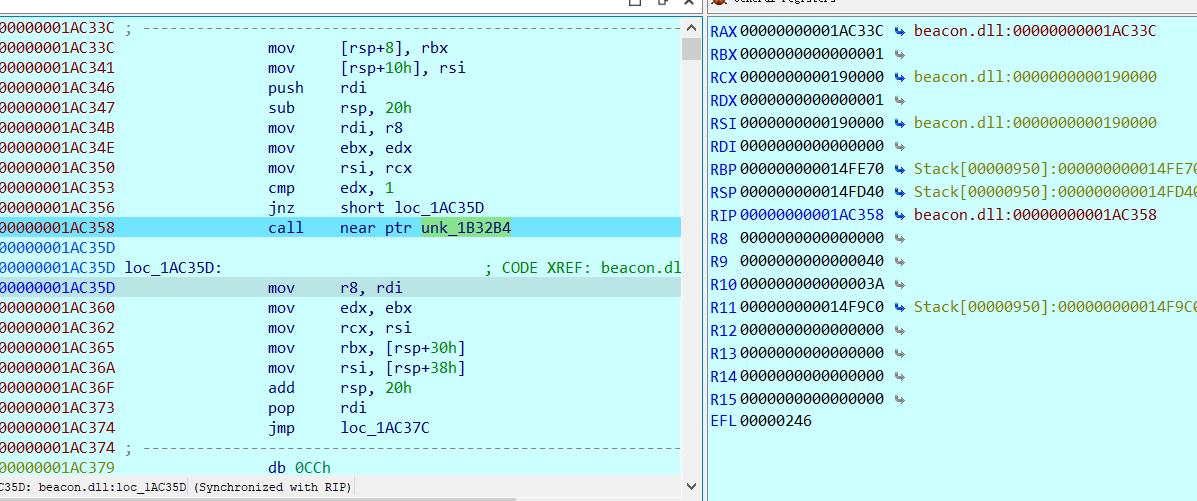 General registers
00000001AC33C ; ------------------------------------------------------------
00000001AC33C mov [rsp+8], rbx
00000001AC341 mov [rsp+10h], rsi
00000001AC346 push rdi
00000001AC347 sub rsp, 20h
00000001AC34B mov rdi, r8
00000001AC34E mov ebx, edx
00000001AC350 mov rsi, rcx
00000001AC353 cmp edx, 1
00000001AC356 jnz short loc_1AC35D
00000001AC358 call near ptr unk_1B32B4
00000001AC35D
00000001AC35D loc_1AC35D: ; CODE XREF: beacon.dl
00000001AC35D mov r8, rdi
00000001AC360 mov edx, ebx
00000001AC362 mov rcx, rsi
00000001AC365 mov rbx, [rsp+30h]
00000001AC36A mov rsi, [rsp+38h]
00000001AC36F add rsp, 20h
00000001AC373 pop rdi
00000001AC374 jmp loc_1AC37C
00000001AC374 ; ------------------------------------------------------------
00000001AC379 db 0CCh
C35D: beacon.dll:loc_1AC35D (Synchronized with RIP)
RAX 00000000001AC33C beacon.dll:00000000001AC33C
RBX 0000000000000001
RCX 0000000000190000 beacon.dll:0000000000190000
RDX 0000000000000001
RSI 0000000000190000 beacon.dll:0000000000190000
RDI 0000000000000000
RBP 000000000014FE70 Stack[00000950]:000000000014FE70
RSP 000000000014FD40 Stack[00000950]:000000000014FD40
RIP 00000000001AC358 beacon.dll:00000000001AC358
R8 0000000000000000
R9 0000000000000040
R10 000000000000003A
R11 000000000014F9C0 Stack[00000950]:000000000014F9C0
R12 0000000000000000
R13 0000000000000000
R14 0000000000000000
R15 0000000000000000
EFL 00000246